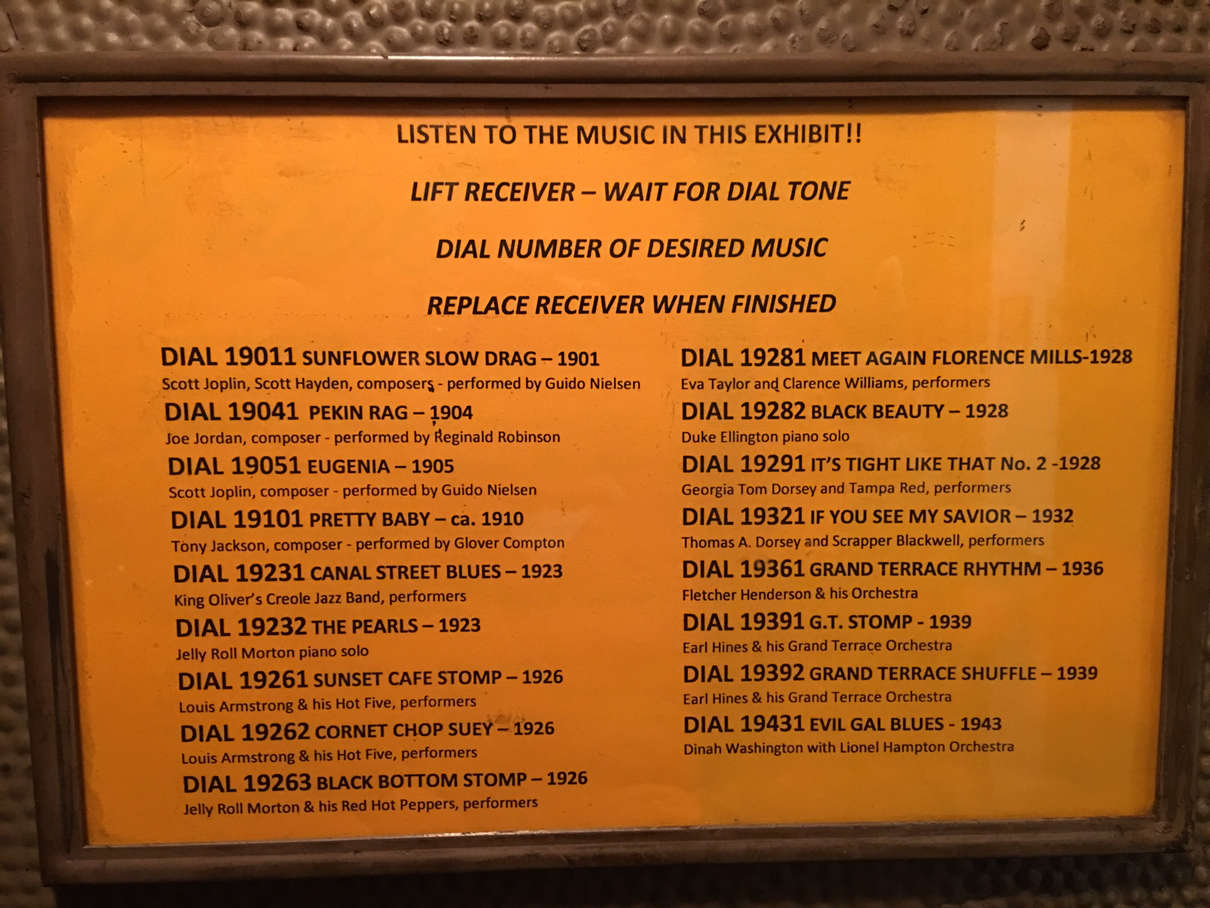 LISTEN TO THE MUSIC IN THIS EXHIBIT!!
LIFT RECEIVER – WAIT FOR DIAL TONE
DIAL NUMBER OF DESIRED MUSIC
REPLACE RECEIVER WHEN FINISHED
DIAL 19011 SUNFLOWER SLOW DRAG – 1901
Scott Joplin, Scott Hayden, composers - performed by Guido Nielsen
DIAL 19041 PEKIN RAG – 1904
Joe Jordan, composer - performed by Reginald Robinson
DIAL 19051 EUGENIA – 1905
Scott Joplin, composer - performed by Guido Nielsen
DIAL 19101 PRETTY BABY – ca. 1910
Tony Jackson, composer - performed by Glover Compton
DIAL 19231 CANAL STREET BLUES – 1923
King Oliver's Creole Jazz Band, performers
DIAL 19232 THE PEARLS – 1923
Jelly Roll Morton piano solo
DIAL 19261 SUNSET CAFE STOMP – 1926
Louis Armstrong & his Hot Five, performers
DIAL 19262 CORNET CHOP SUEY – 1926
Louis Armstrong & his Hot Five, performers
DIAL 19263 BLACK BOTTOM STOMP – 1926
Jelly Roll Morton & his Red Hot Peppers, performers
DIAL 19281 MEET AGAIN FLORENCE MILLS-1928
Eva Taylor and Clarence Williams, performers
DIAL 19282 BLACK BEAUTY – 1928
Duke Ellington piano solo
DIAL 19291 IT'S TIGHT LIKE THAT No. 2 -1928
Georgia Tom Dorsey and Tampa Red, performers
DIAL 19321 IF YOU SEE MY SAVIOR – 1932
Thomas A. Dorsey and Scrapper Blackwell, performers
DIAL 19361 GRAND TERRACE RHYTHM – 1936
Fletcher Henderson & his Orchestra
DIAL 19391 G.T. STOMP - 1939
Earl Hines & his Grand Terrace Orchestra
DIAL 19392 GRAND TERRACE SHUFFLE – 1939
Earl Hines & his Grand Terrace Orchestra
DIAL 19431 EVIL GAL BLUES - 1943
Dinah Washington with Lionel Hampton Orchestra